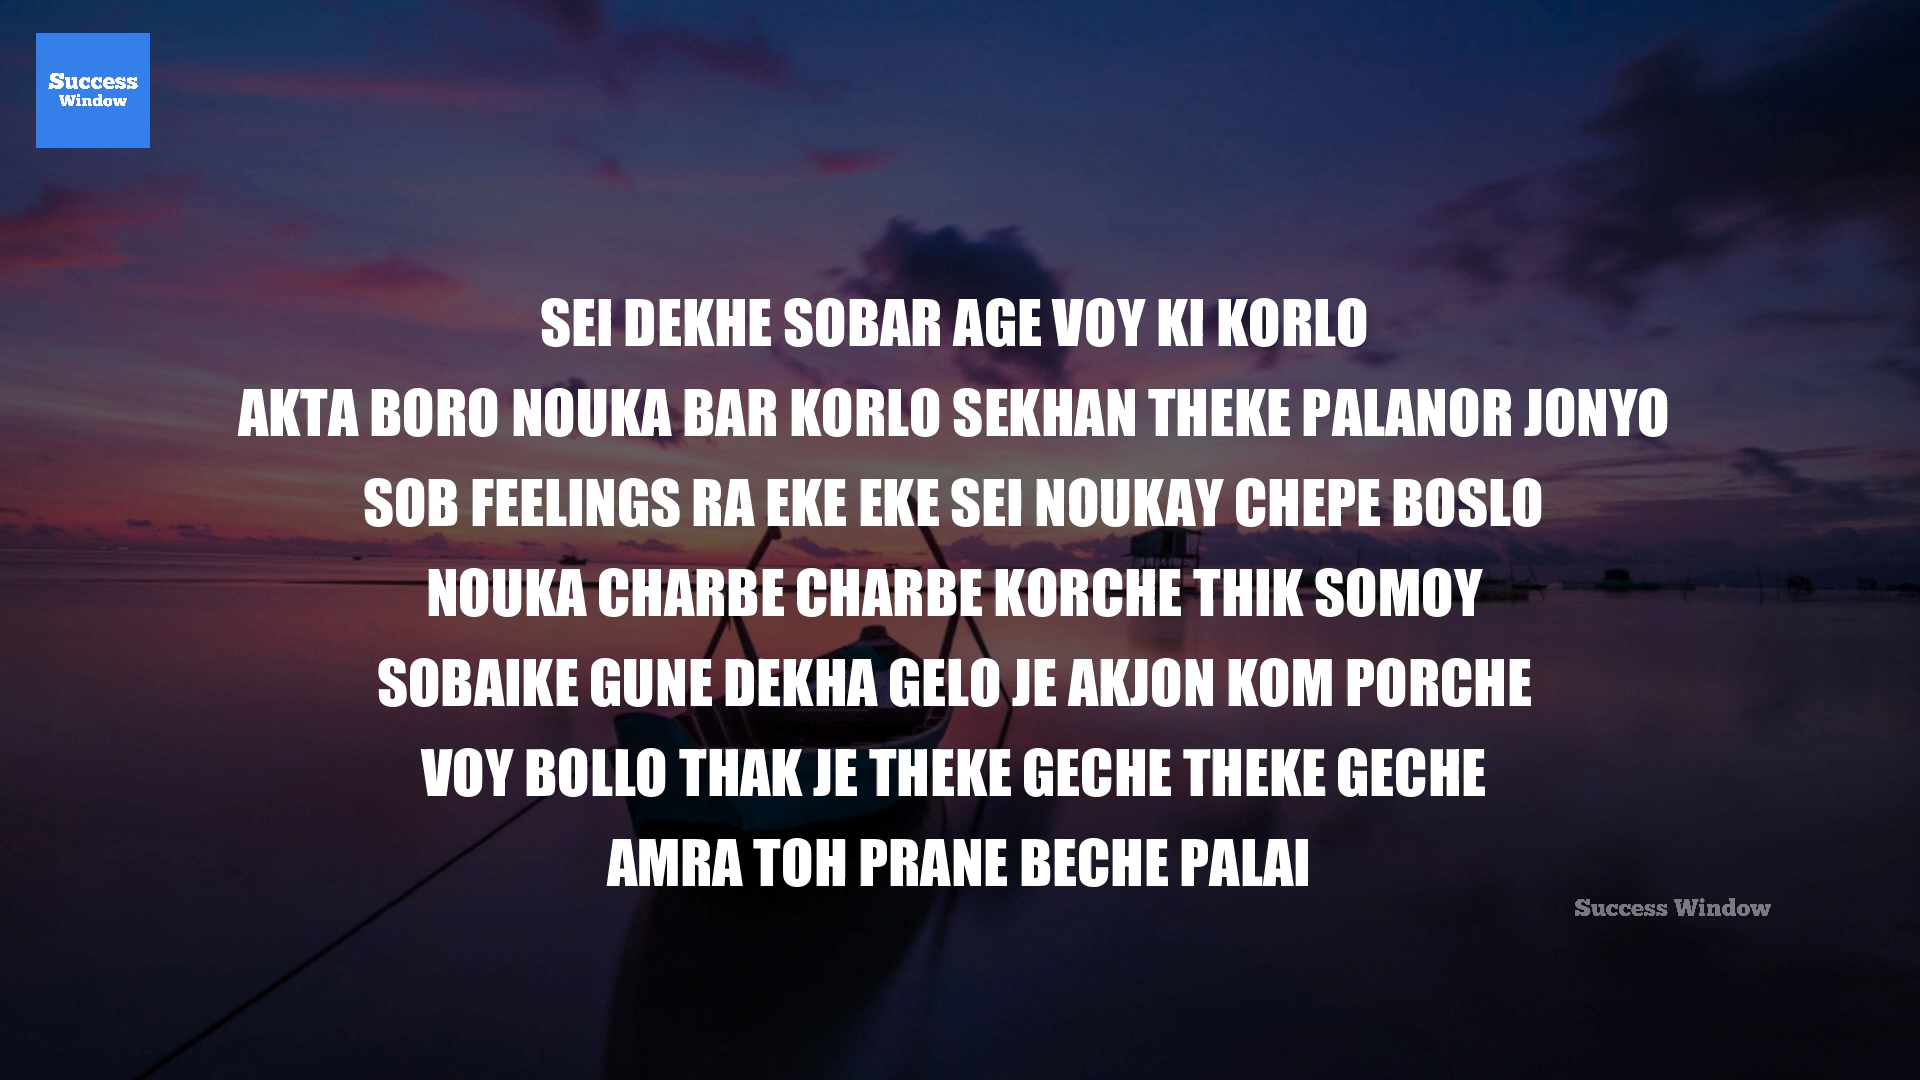 Success
Window
SEI DEKHE SOBAR AGE VOY KI KORLO
AKTA BORO NOUKA BAR KORLO SEKHAN THEKE PALANOR JONYO
SOB FEELINGS RA EKE EKE SEI NOUKAY CHEPE BOSLO
NOUKA CHARBE CHARBE KORCHE THIK SOMOY
SOBAIKE GUNE DEKHA GELO JE AKJON KOM PORCHE
VOY BOLLO THAK JE THEKE GECHE THEKE GECHE
AMRA TOH PRANE BECHE PALAI
Success Window